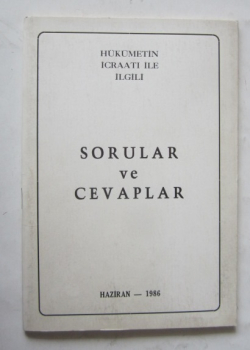 HÜKÜMETİN
İCRAATI İLE
İLGİLİ
SORULAR
ve
CEVAPLAR
HAZİRAN — 1986